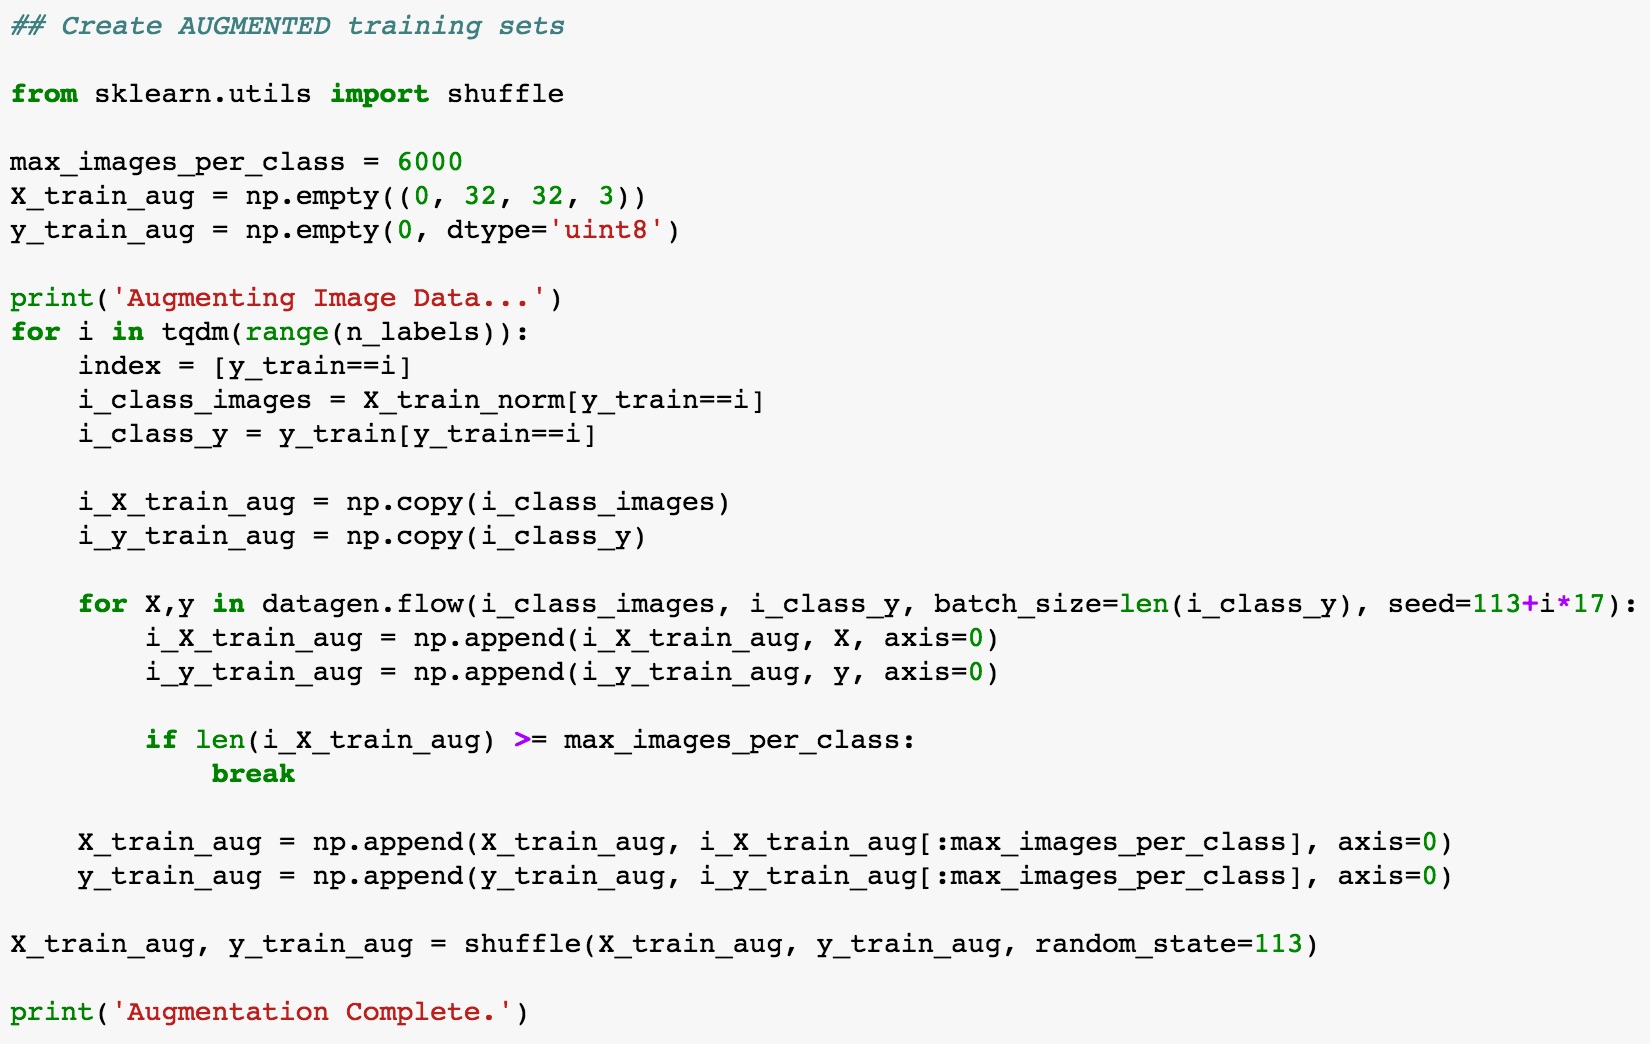 ## Create AUGMENTED training sets
from sklearn.utils import shuffle
max_images_per_class = 6000
X_train_aug = np.empty((0, 32, 32, 3))
y_train_aug = np.empty(0, dtype='uint8')
print('Augmenting Image Data...')
for i in tqdm(range(n_labels)):
    index = [y_train==i]
    i_class_images = X_train_norm[y_train==i]
    i_class_y = y_train[y_train==i]
    i_X_train_aug = np.copy(i_class_images)
    i_y_train_aug = np.copy(i_class_y)
    for X,y in datagen.flow(i_class_images, i_class_y, batch_size=len(i_class_y), seed=113+i*17):
        i_X_train_aug = np.append(i_X_train_aug, X, axis=0)
        i_y_train_aug = np.append(i_y_train_aug, y, axis=0)
        if len(i_X_train_aug) >= max_images_per_class:
            break
    X_train_aug = np.append(X_train_aug, i_X_train_aug[:max_images_per_class], axis=0)
    y_train_aug = np.append(y_train_aug, i_y_train_aug[:max_images_per_class], axis=0)
X_train_aug, y_train_aug = shuffle(X_train_aug, y_train_aug, random_state=113)
print('Augmentation Complete.')